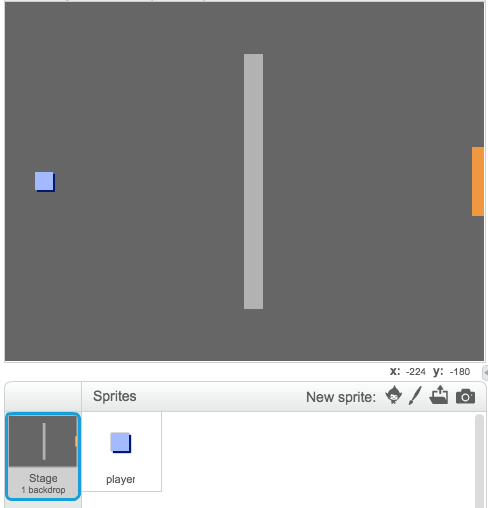 x: -224 y: -180
Sprites
New sprite:
Stage
1 backdrop
player